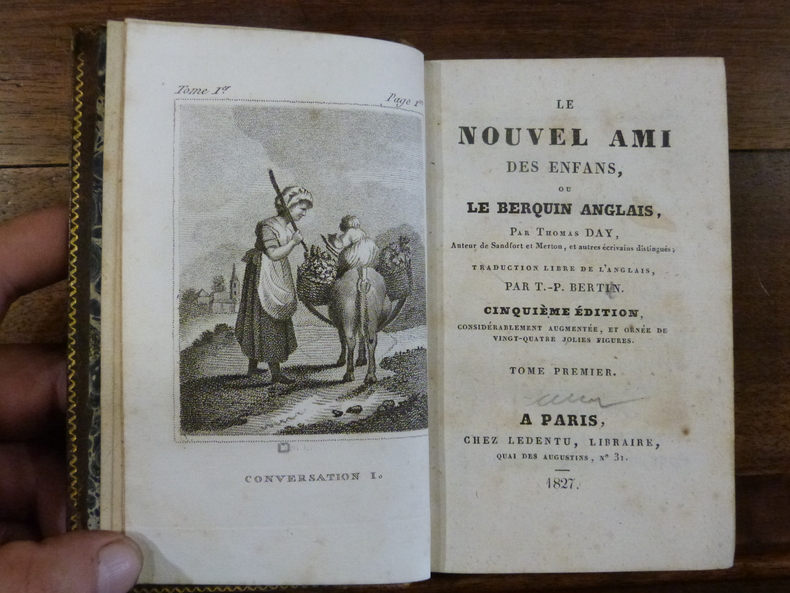 Tome I.er
Page 1
CONVERSATION I.
LE
NOUVEL AMI
DES ENFANS,
OU
LE BERQUIN ANGLAIS,
PAR THOMAS DAY,
Auteur de Sandfort et Merton, et autres écrivains distingués;
TRADUCTION LIBRE DE L'ANGLAIS,
PAR T.-P. BERTIN.
CINQUIÈME ÉDITION,
CONSIDÉRABLEMENT AUGMENTÉE, ET ORNÉE DE
VINGT-QUATRE JOLIES FIGURES.
TOME PREMIER.
A PARIS,
CHEZ LEDENTU, LIBRAIRE,
QUAI DES AUGUSTINS, N° 31.
1827.